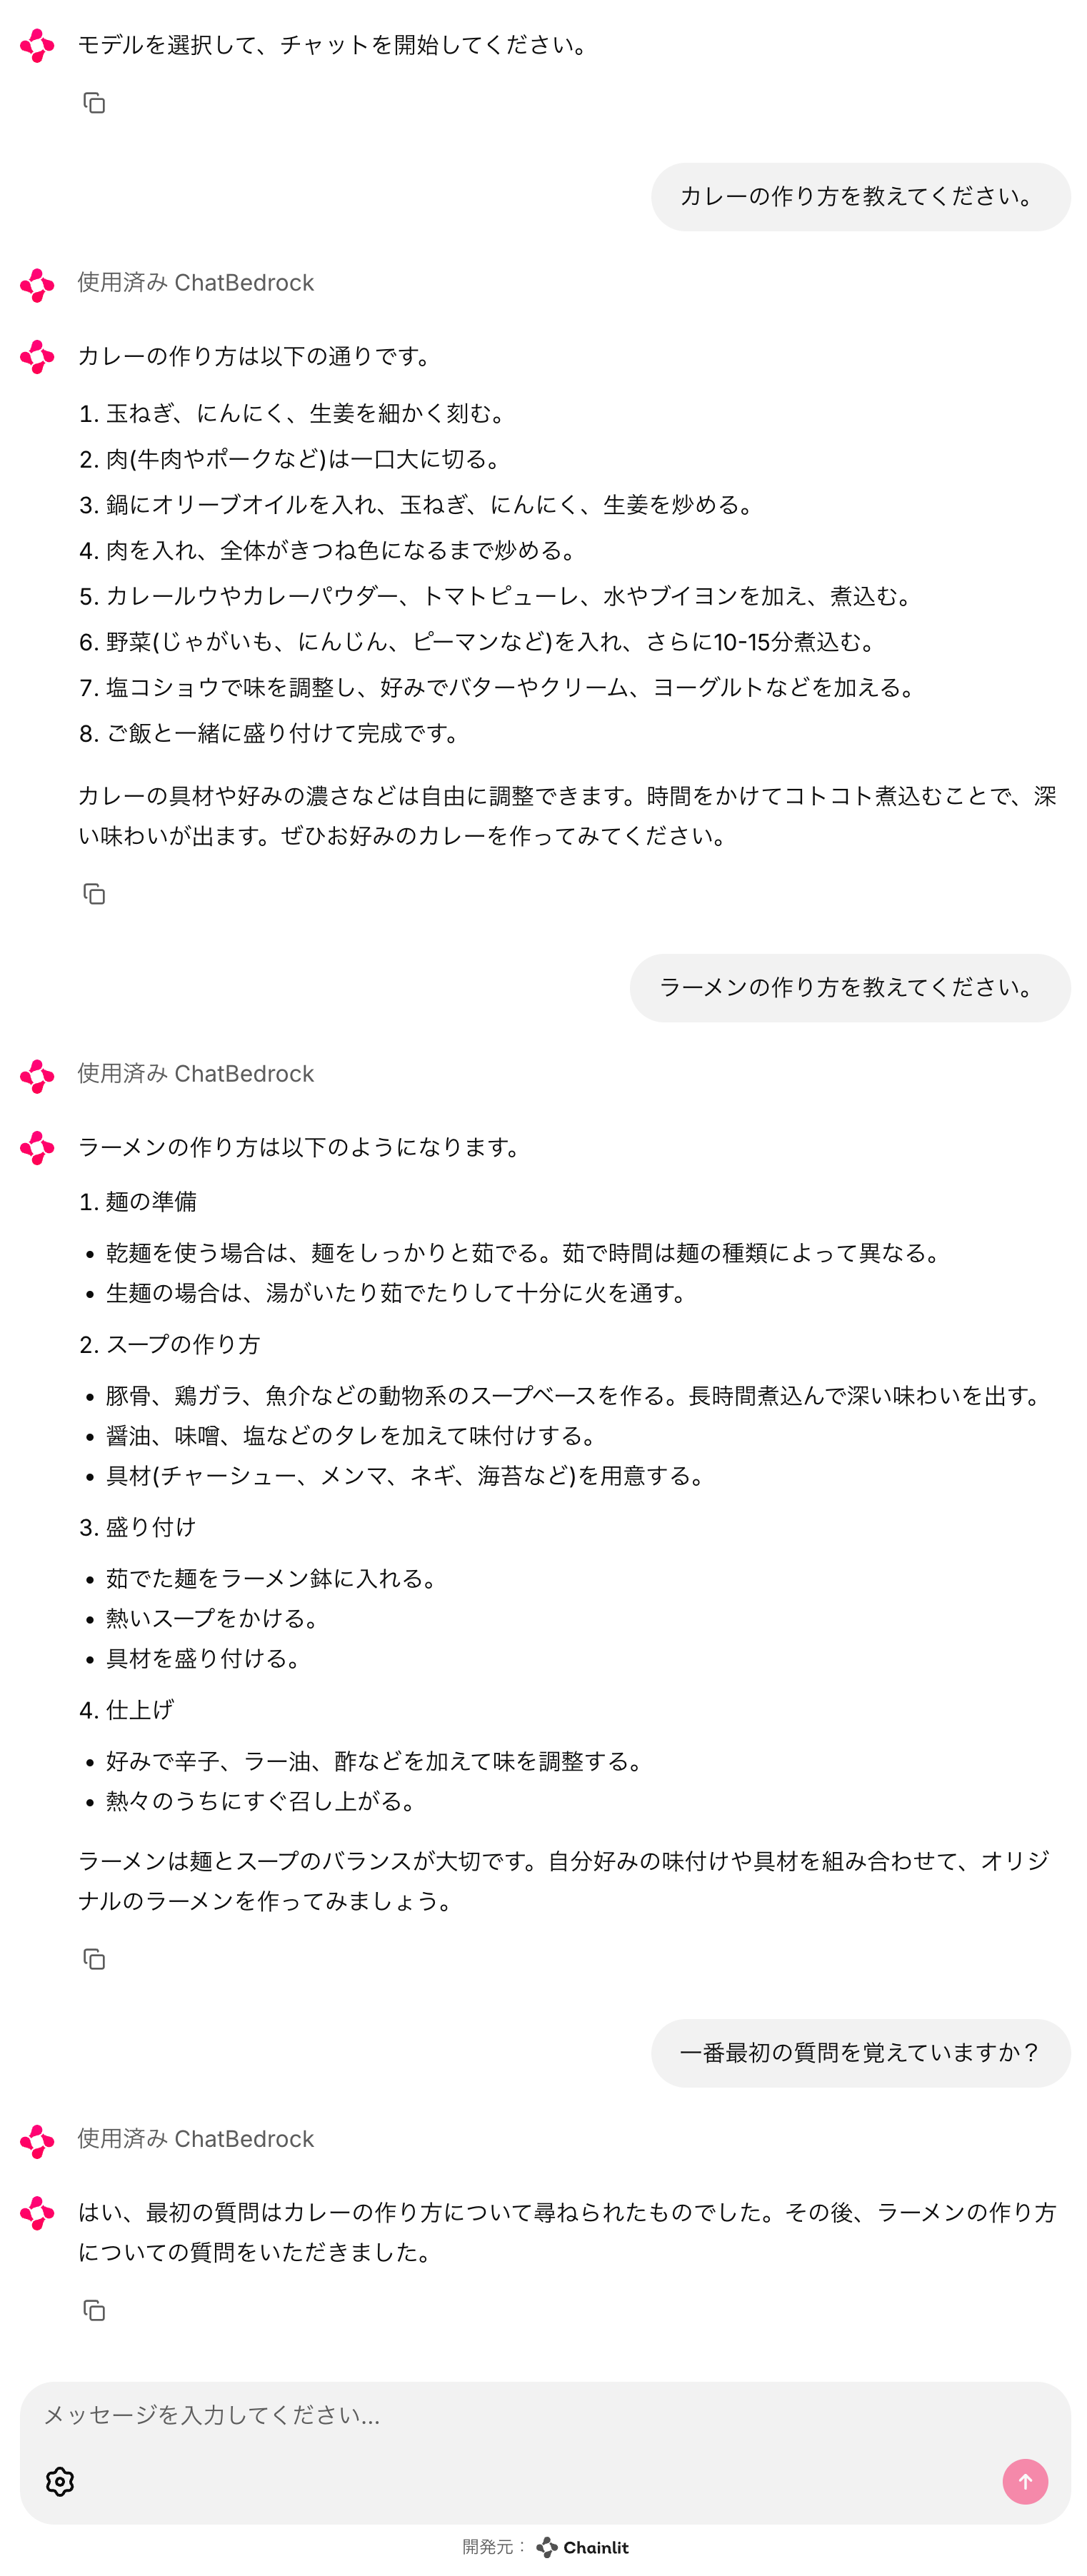 モデルを選択して、チャットを開始してください。
カレーの作り方を教えてください。
使用済み ChatBedrock
カレーの作り方は以下の通りです。
1. 玉ねぎ、にんにく、生姜を細かく刻む。
2. 肉(牛肉やポークなど)は一口大に切る。
3. 鍋にオリーブオイルを入れ、玉ねぎ、にんにく、生姜を炒める。
4. 肉を入れ、全体がきつね色になるまで炒める。
5. カレールウやカレーパウダー、トマトピューレ、水やブイヨンを加え、煮込む。
6. 野菜(じゃがいも、にんじん、ピーマンなど)を入れ、さらに10-15分煮込む。
7. 塩コショウで味を調整し、好みでバターやクリーム、ヨーグルトなどを加える。
8. ご飯と一緒に盛り付けて完成です。
カレーの具材や好みの濃さなどは自由に調整できます。時間をかけてコトコト煮込むことで、深
い味わいが出ます。ぜひお好みのカレーを作ってみてください。
ラーメンの作り方を教えてください。
使用済み ChatBedrock
ラーメンの作り方は以下のようになります。
1. 麺の準備
• 乾麺を使う場合は、麺をしっかりと茹でる。茹で時間は麺の種類によって異なる。
• 生麺の場合は、湯がいたり茹でたりして十分に火を通す。
2. スープの作り方
• 豚骨、鶏ガラ、魚介などの動物系のスープベースを作る。長時間煮込んで深い味わいを出す。
• 醤油、味噌、塩などのタレを加えて味付けする。
• 具材(チャーシュー、メンマ、ネギ、海苔など)を用意する。
3. 盛り付け
• 茹でた麺をラーメン鉢に入れる。
• 熱いスープをかける。
• 具材を盛り付ける。
4. 仕上げ
• 好みで辛子、ラー油、酢などを加えて味を調整する。
• 熱々のうちにすぐ召し上がる。
ラーメンは麺とスープのバランスが大切です。自分好みの味付けや具材を組み合わせて、オリジ
ナルのラーメンを作ってみましょう。
一番最初の質問を覚えていますか？
使用済み ChatBedrock
はい、最初の質問はカレーの作り方について尋ねられたものでした。その後、ラーメンの作り方
についての質問をいただきました。
メッセージを入力してください...
開発元： Chainlit